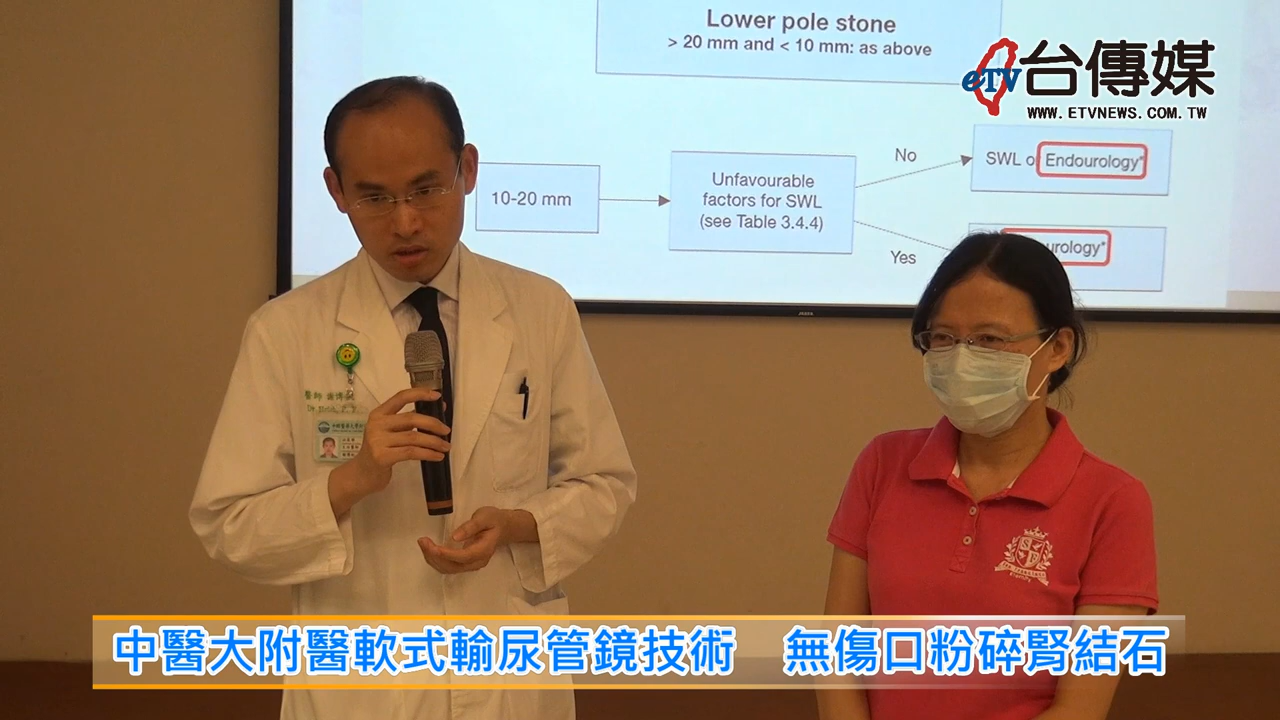 Lower pole stone
> 20 mm and < 10 mm: as above
eTV台傳媒
WWW.ETVNEWS.COM.TW
10-20 mm
Unfavourable
factors for SWL
(see Table 3.4.4)
No
SWL o Endourology*
Yes
urology*
醫師
中醫大附醫軟式輸尿管鏡技術 無傷口粉碎腎結石